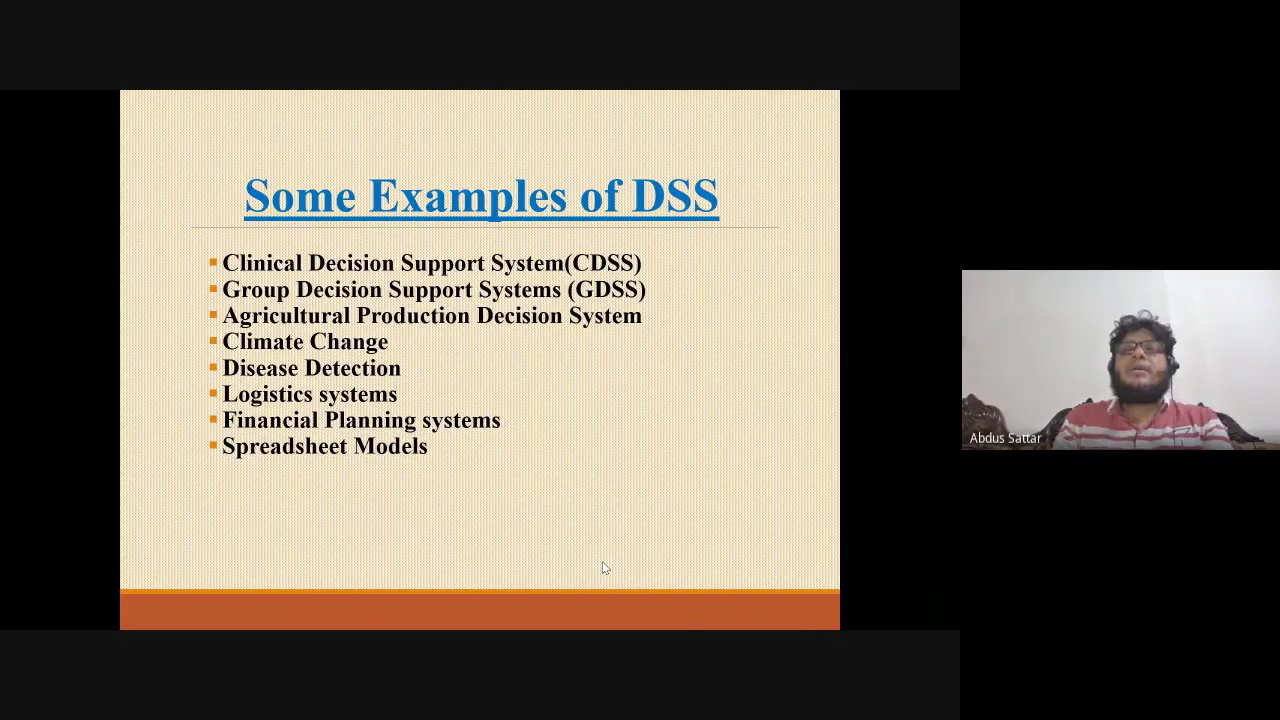 Some Examples of DSS
Clinical Decision Support System(CDSS)
Group Decision Support Systems (GDSS)
Agricultural Production Decision System
Climate Change
Disease Detection
Logistics systems
Financial Planning systems
Spreadsheet Models
Abdus Sattar